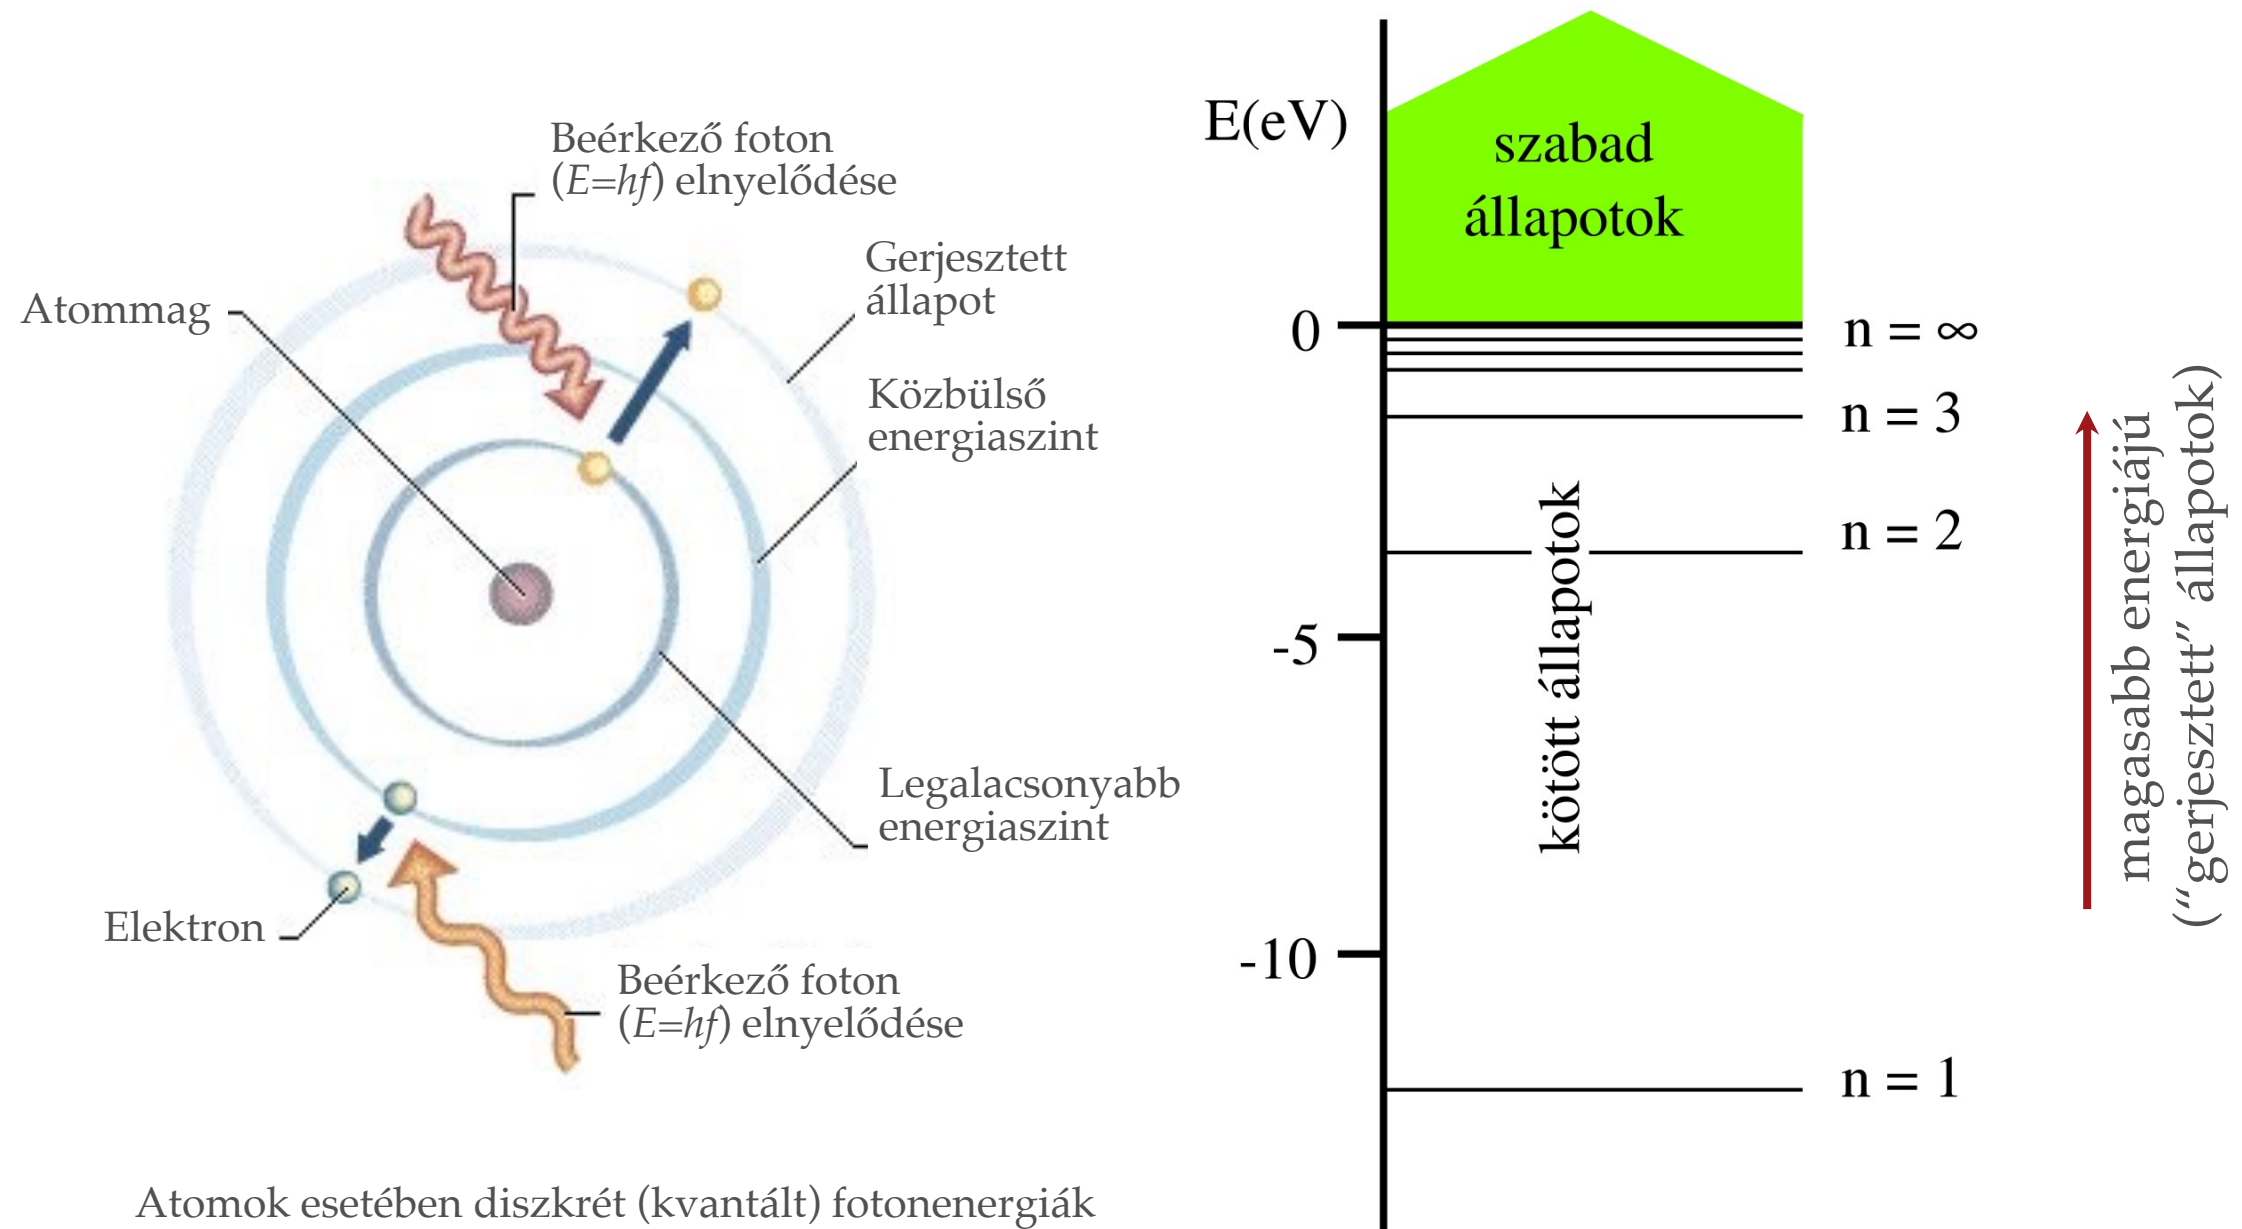 Beérkező foton
(E=hf) elnyelődése
Gerjesztett
állapot
Atommag
Közbülső
energiaszint
Legalacsonyabb
energiaszint
Elektron
Beérkező foton
(E=hf) elnyelődése
Atomok esetében diszkrét (kvantált) fotonenergiák
E(eV)
szabad
állapotok
0
n = ∞
n = 3
n = 2
kötött állapotok
-5
-10
n = 1
magasabb energiájú
("gerjesztett" állapotok)